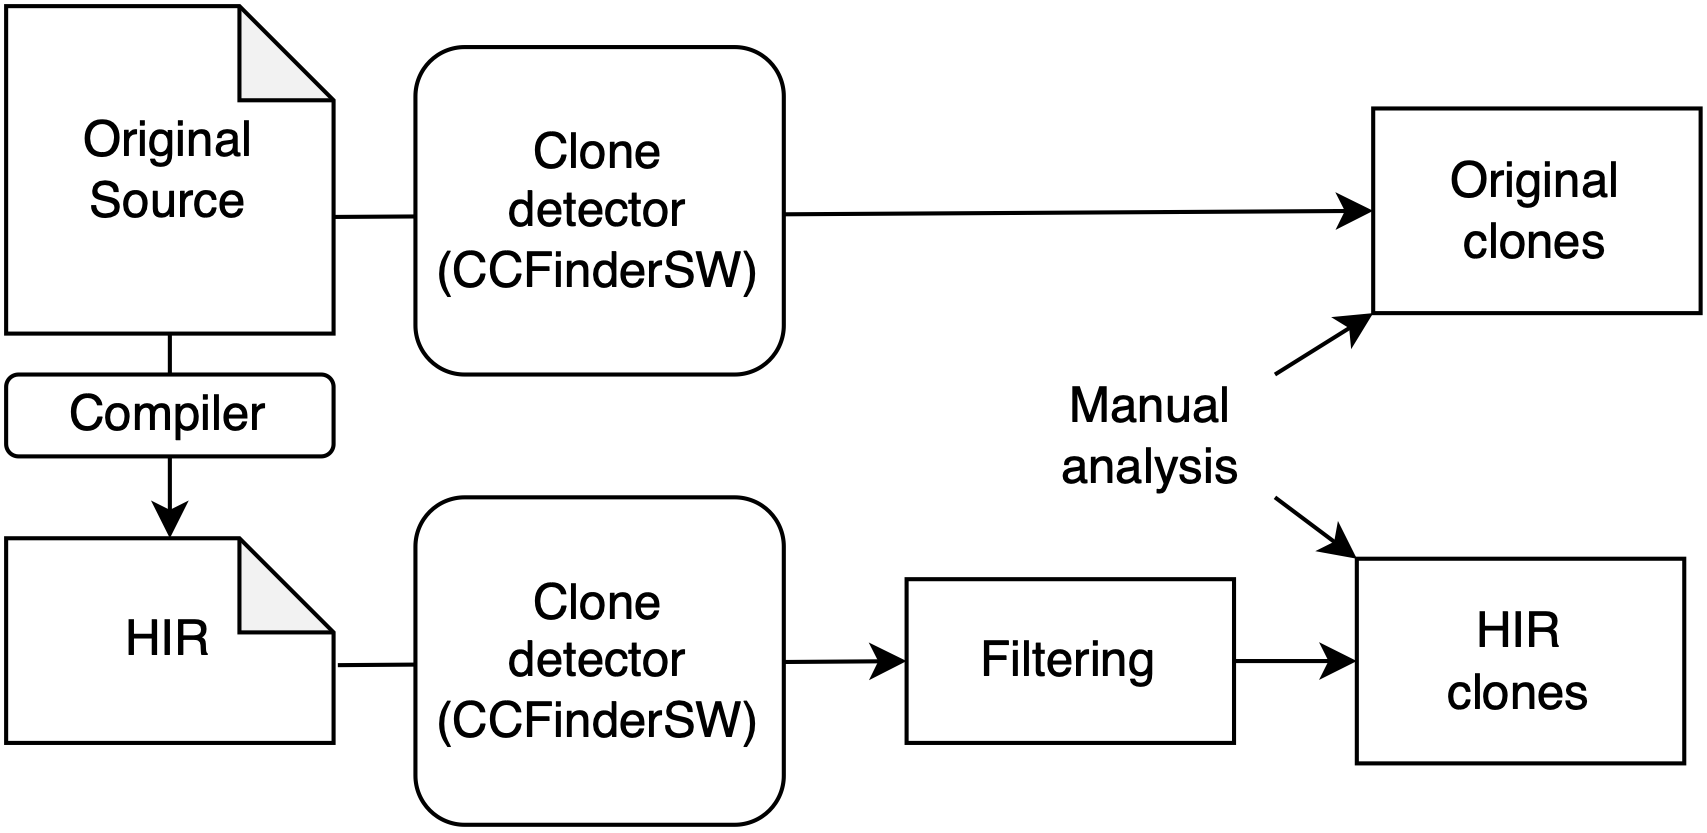 Original
Source
Clone
detector
(CCFinderSW)
Original
clones
Compiler
Manual
analysis
HIR
Clone
detector
(CCFinderSW)
Filtering
HIR
clones